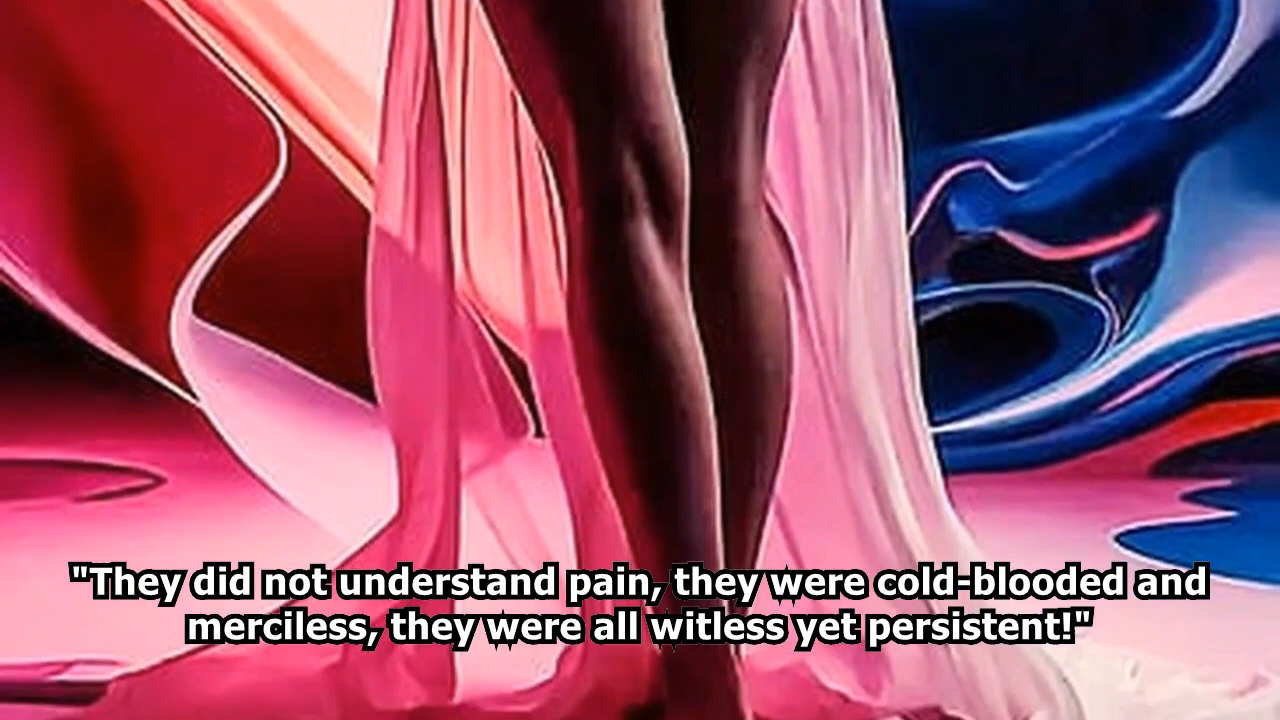 "They did not understand pain, they were cold-blooded and
merciless, they were all witless yet persistent!"